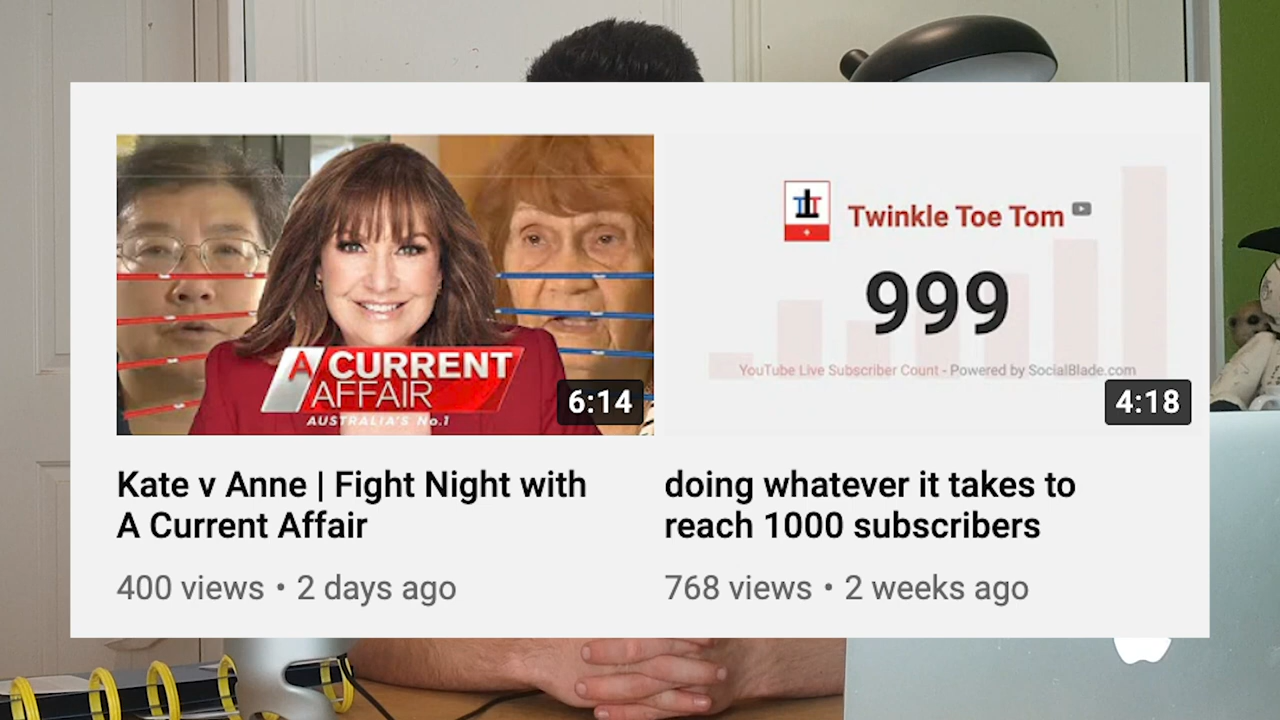 A CURRENT
AFFAIR
AUSTRALIA'S No.1
6:14
Kate v Anne | Fight Night with
A Current Affair
400 views • 2 days ago
Twinkle Toe Tom
999
YouTube Live Subscriber Count - Powered by SocialBlade.com
4:18
doing whatever it takes to
reach 1000 subscribers
768 views • 2 weeks ago